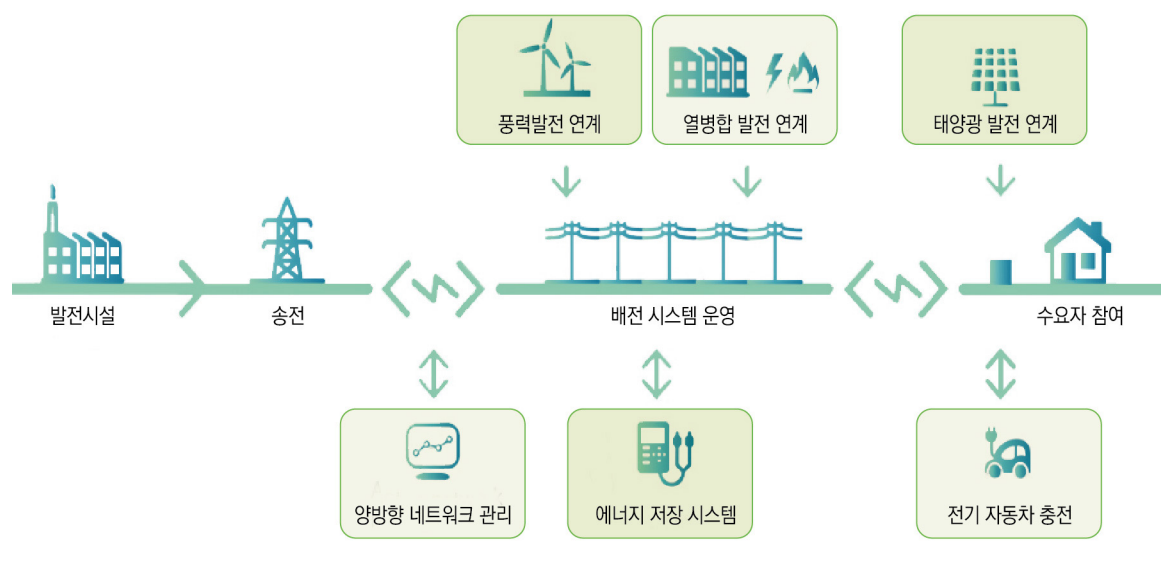 풍력발전 연계
열병합 발전 연계
태양광 발전 연계
발전시설
송전
배전 시스템 운영
수요자 참여
양방향 네트워크 관리
에너지 저장 시스템
전기 자동차 충전